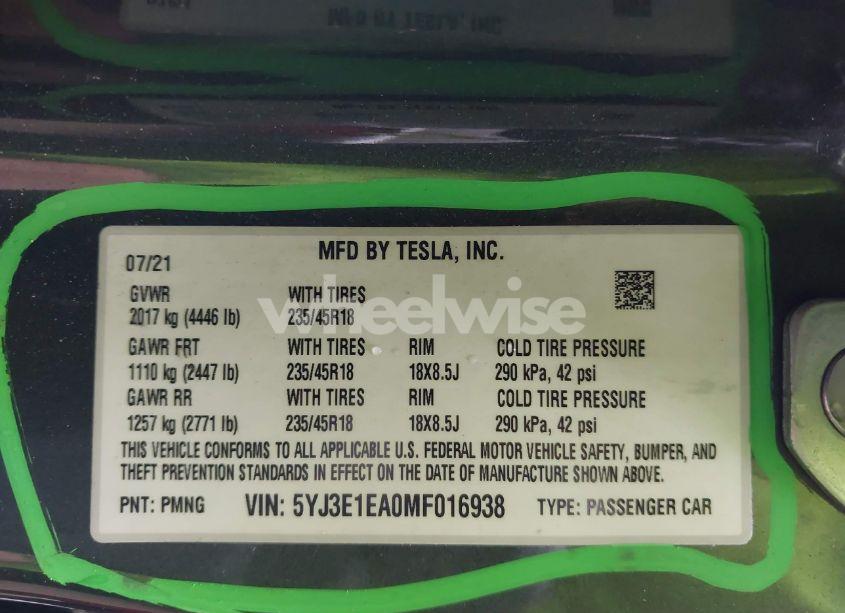 MFD BY TESLA, INC.
MFD BY TESLA, INC.
07/21
GVWR WITH TIRES
2017 kg (4446 lb) 235/45R18
wheelwise
GAWR FRT WITH TIRES RIM COLD TIRE PRESSURE
1110 kg (2447 lb) 235/45R18 18X8.5J 290 kPa, 42 psi
GAWR RR WITH TIRES RIM COLD TIRE PRESSURE
1257 kg (2771 lb) 235/45R18 18X8.5J 290 kPa, 42 psi
THIS VEHICLE CONFORMS TO ALL APPLICABLE U.S. FEDERAL MOTOR VEHICLE SAFETY, BUMPER, AND
THEFT PREVENTION STANDARDS IN EFFECT ON THE DATE OF MANUFACTURE SHOWN ABOVE.
PNT: PMNG VIN: 5YJ3E1EA0MF016938 TYPE: PASSENGER CAR